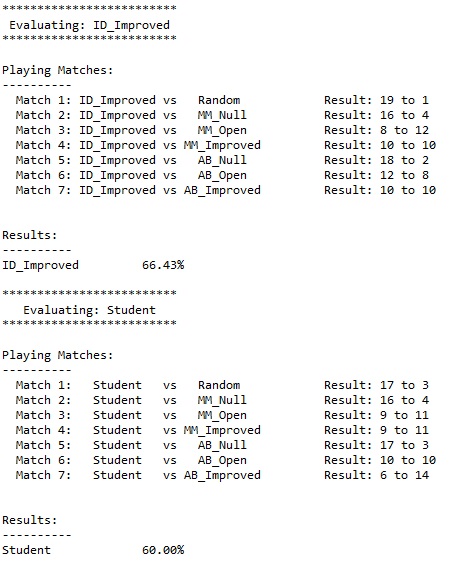 *************************
Evaluating: ID_Improved
*************************
Playing Matches:
----------
Match 1: ID_Improved vs Random Result: 19 to 1
Match 2: ID_Improved vs MM_Null Result: 16 to 4
Match 3: ID_Improved vs MM_Open Result: 8 to 12
Match 4: ID_Improved vs MM_Improved Result: 10 to 10
Match 5: ID_Improved vs AB_Null Result: 18 to 2
Match 6: ID_Improved vs AB_Open Result: 12 to 8
Match 7: ID_Improved vs AB_Improved Result: 10 to 10
Results:
----------
ID_Improved 66.43%
*************************
Evaluating: Student
*************************
Playing Matches:
----------
Match 1: Student vs Random Result: 17 to 3
Match 2: Student vs MM_Null Result: 16 to 4
Match 3: Student vs MM_Open Result: 9 to 11
Match 4: Student vs MM_Improved Result: 9 to 11
Match 5: Student vs AB_Null Result: 17 to 3
Match 6: Student vs AB_Open Result: 10 to 10
Match 7: Student vs AB_Improved Result: 6 to 14
Results:
----------
Student 60.00%